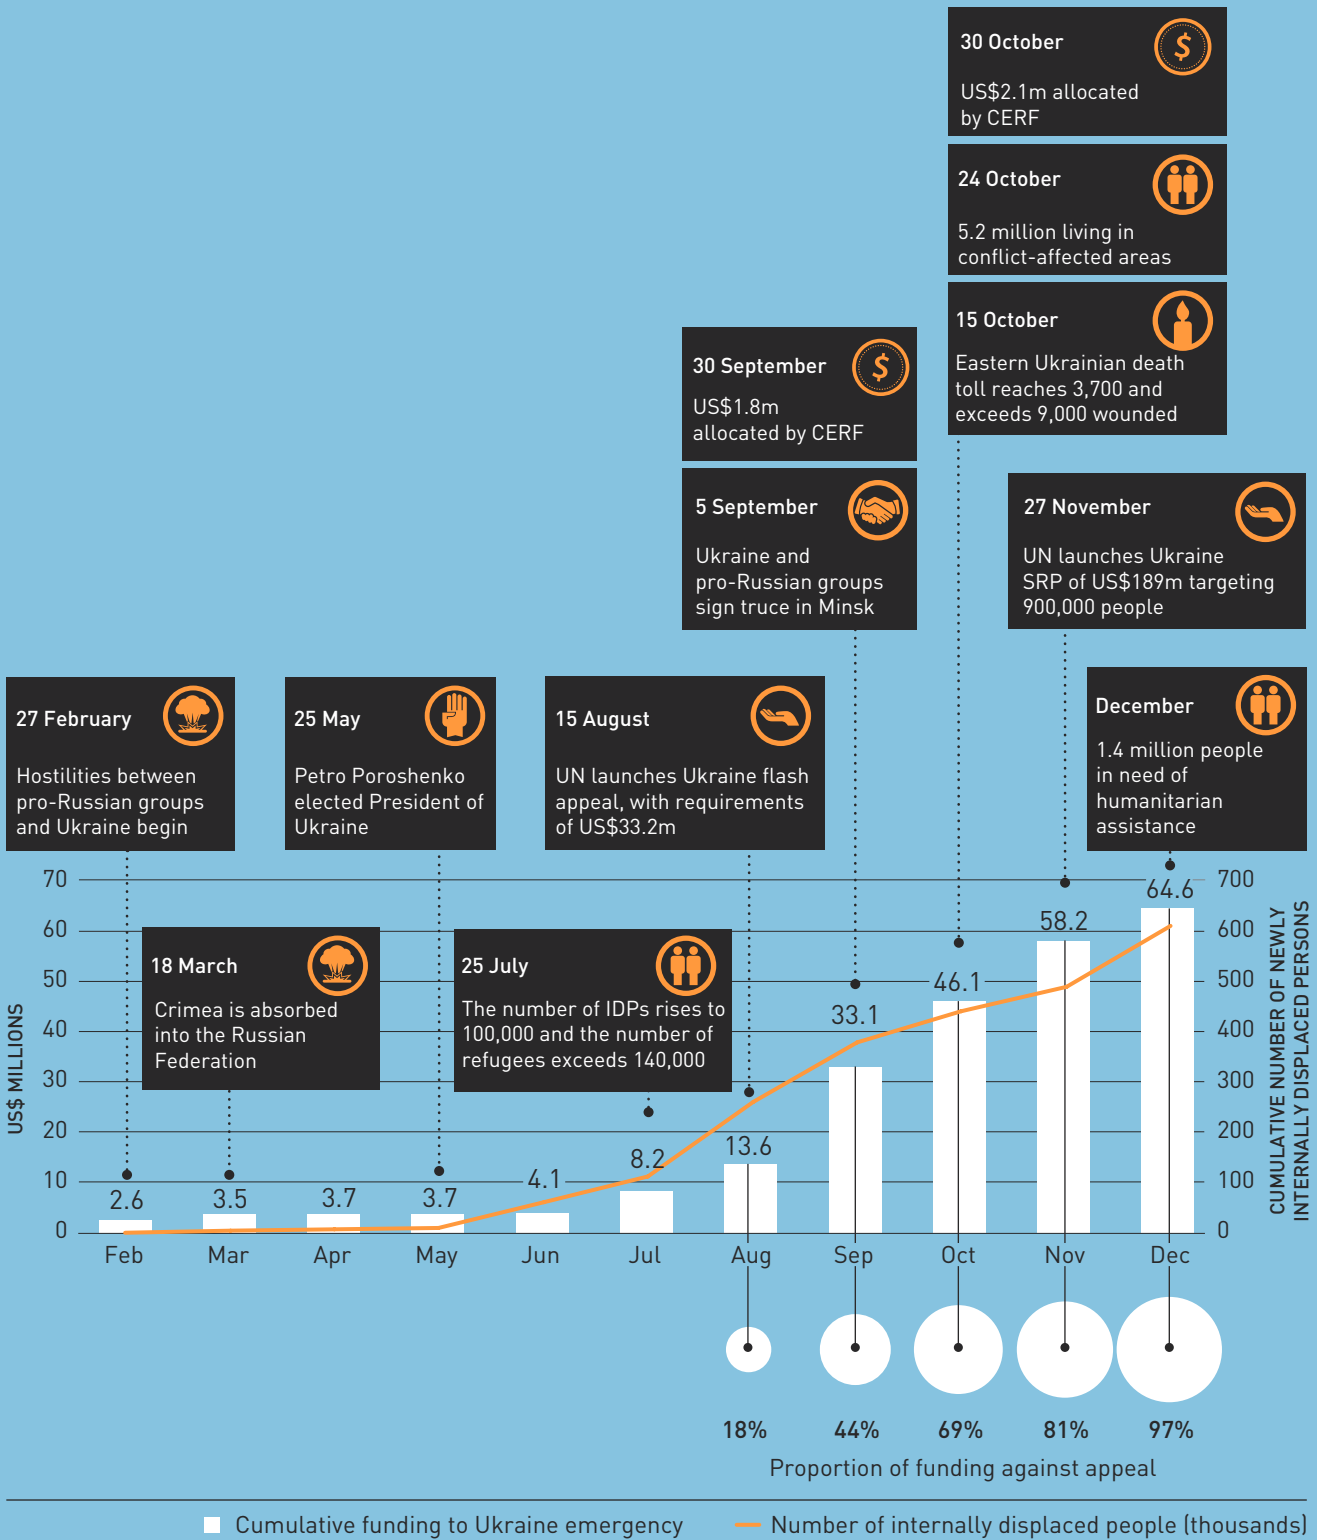 30 October
US$2.1m allocated
by CERF
24 October
5.2 million living in
conflict-affected areas
15 October
Eastern Ukrainian death
toll reaches 3,700 and
exceeds 9,000 wounded
30 September
US$1.8m
allocated by CERF
5 September
Ukraine and
pro-Russian groups
sign truce in Minsk
27 November
UN launches Ukraine
SRP of US$189m targeting
900,000 people
27 February
Hostilities between
pro-Russian groups
and Ukraine begin
25 May
Petro Poroshenko
elected President of
Ukraine
15 August
UN launches Ukraine flash
appeal, with requirements
of US$33.2m
December
1.4 million people
in need of
humanitarian
assistance
18 March
Crimea is absorbed
into the Russian
Federation
25 July
The number of IDPs rises to
100,000 and the number of
refugees exceeds 140,000
US$ MILLIONS
70
60
50
40
30
20
10
0
2.6
3.5
3.7
3.7
4.1
8.2
13.6
33.1
46.1
58.2
64.6
700
600
500
400
300
200
100
0
CUMULATIVE NUMBER OF NEWLY
INTERNALLY DISPLACED PERSONS
Feb Mar Apr May Jun Jul Aug Sep Oct Nov Dec
18% 44% 69% 81% 97%
Proportion of funding against appeal
Cumulative funding to Ukraine emergency
Number of internally displaced people (thousands)